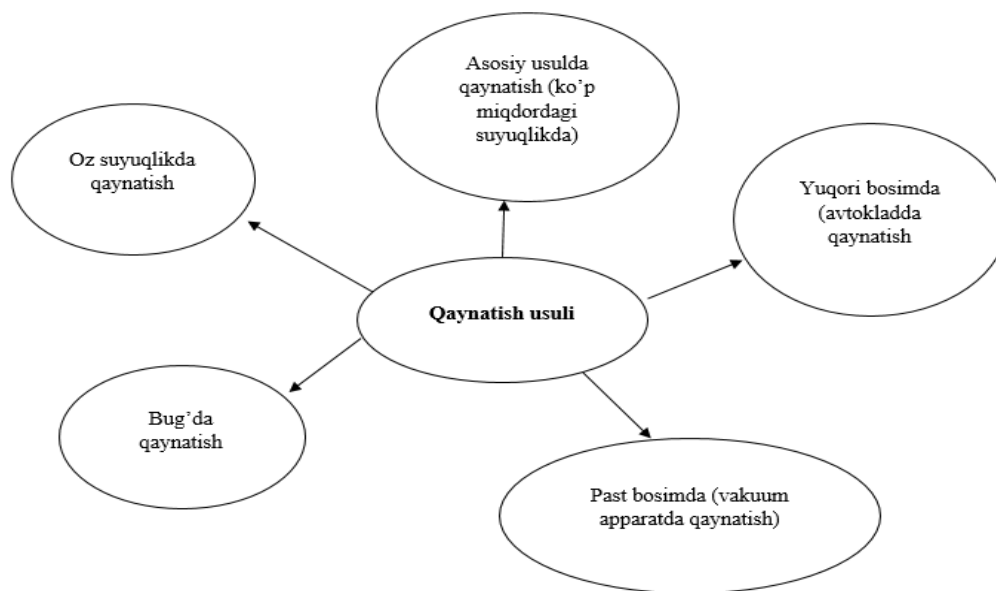 Asosiy usulda
qaynatish (ko’p
miqdordagi
suyuqlikda)
Oz suyuqlikda
qaynatish
Yuqori bosimda
(avtokladda
qaynatish
Qaynatish usuli
Bug’da
qaynatish
Past bosimda (vakuum
apparatda qaynatish)